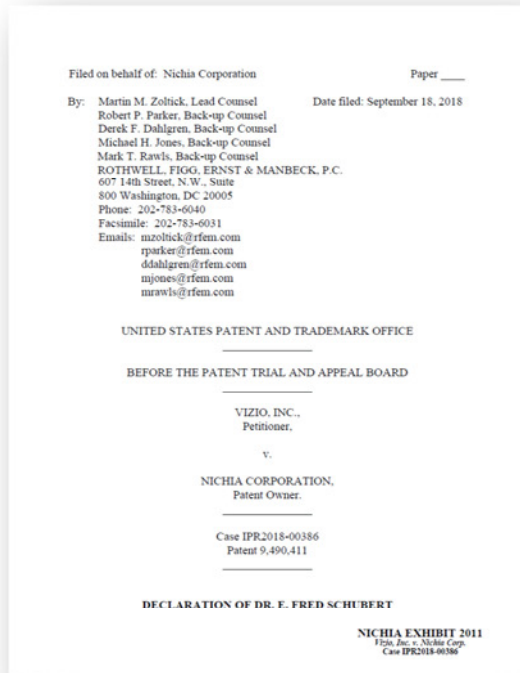 Filed on behalf of: Nichia Corporation Paper ____
By: Martin M. Zoltick, Lead Counsel Date filed: September 18, 2018
Robert P. Parker, Back-up Counsel
Derek F. Dahlgren, Back-up Counsel
Michael H. Jones, Back-up Counsel
Mark T. Rawls, Back-up Counsel
ROTHWELL, FIGG, ERNST & MANBECK, P.C.
607 14th Street, N.W., Suite
800 Washington, DC 20005
Phone: 202-783-6040
Facsimile: 202-783-6031
Emails: mzoltick@rfem.com
rparker@rfem.com
ddahlgren@rfem.com
mjones@rfem.com
mrawls@rfem.com
UNITED STATES PATENT AND TRADEMARK OFFICE
BEFORE THE PATENT TRIAL AND APPEAL BOARD
VIZIO, INC.,
Petitioner,
v.
NICHIA CORPORATION,
Patent Owner.
Case IPR2018-00386
Patent 9,490,411
DECLARATION OF DR. E. FRED SCHUBERT
NICHIA EXHIBIT 2011
Vizio, Inc. v. Nichia Corp.
Case IPR2018-00386